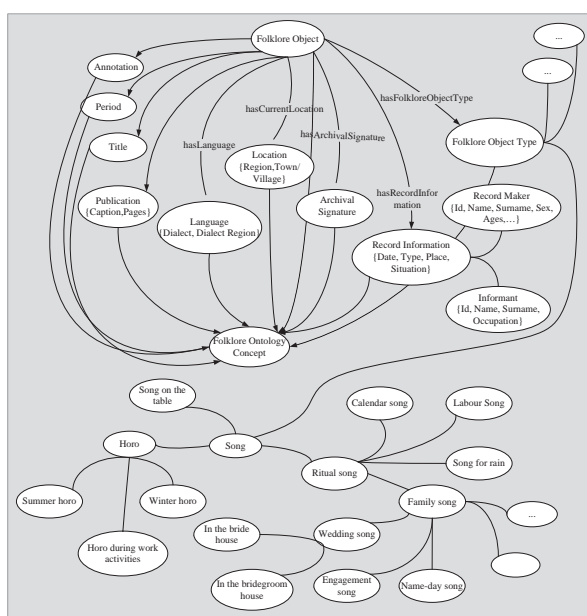 Folklore Object
...
Annotation
...
Period
hasFolkloreObjectType
hasCurrentLocation
Title
hasArchivalSignature
Folklore Object Type
hasLanguage
Location
{Region,Town/
Village}
Publication
{Caption,Pages}
hasRecordInfor
mation
Record Maker
{Id, Name, Surname, Sex,
Ages,...}
Archival
Signature
Language
{Dialect, Dialect Region}
Record Information
{Date, Type, Place,
Situation}
Informant
{Id, Name, Surname,
Occupation}
Folklore Ontology
Concept
Song on the
table
Calendar song
Labour Song
Horo
Song
Ritual song
Song for rain
Summer horo
Winter horo
Family song
...
In the bride
house
Wedding song
Horo during work
activities
In the bridegroom
house
Engagement
song
Name-day song